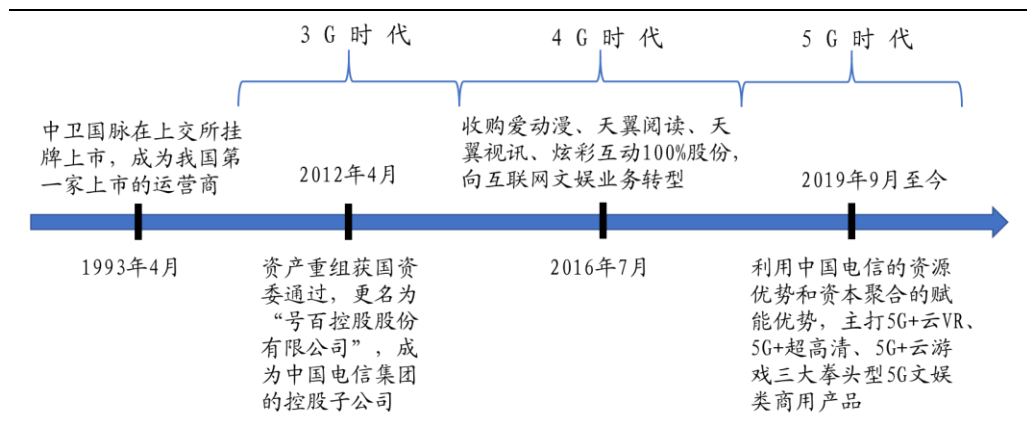 3 G 时 代
4 G 时 代
5 G 时 代
中卫国脉在上交所挂
牌上市，成为我国第
一家上市的运营商
2012年4月
收购爱动漫、天翼阅读、天
翼视讯、炫彩互动100%股份，
向互联网文娱业务转型
2019年9月至今
1993年4月
资产重组获国资
委通过，更名为
“号百控股股份
有限公司”，成
为中国电信集团
的控股子公司
2016年7月
利用中国电信的资源
优势和资本聚合的赋
能优势，主打5G+云VR、
5G+超高清、5G+云游
戏三大拳头型5G文娱
类商用产品